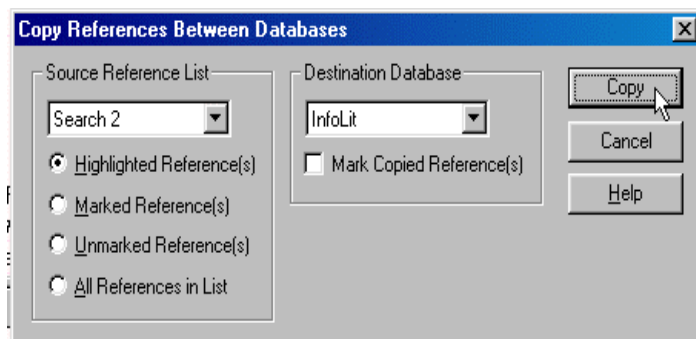 Copy References Between Databases
Source Reference List
Search 2
Highlighted Reference(s)
Marked Reference(s)
Unmarked Reference(s)
All References in List
Destination Database
InfoLit
Mark Copied Reference(s)
Copy
Cancel
Help